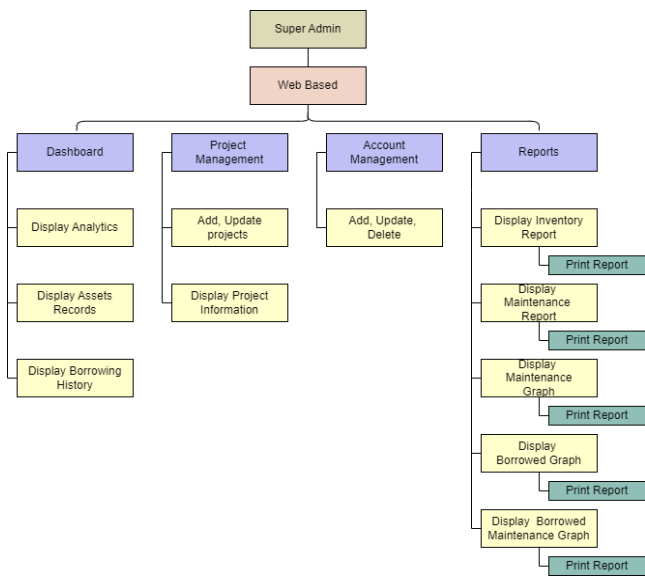 Super Admin
Web Based
Dashboard
Project
Management
Account
Management
Reports
Display Analytics
Add, Update
projects
Add, Update,
Delete
Display Inventory
Report
Print Report
Display Assets
Records
Display Project
Information
Display
Maintenance
Report
Print Report
Display Borrowing
History
Display
Maintenance
Graph
Print Report
Display
Borrowed Graph
Print Report
Display Borrowed
Maintenance Graph
Print Report